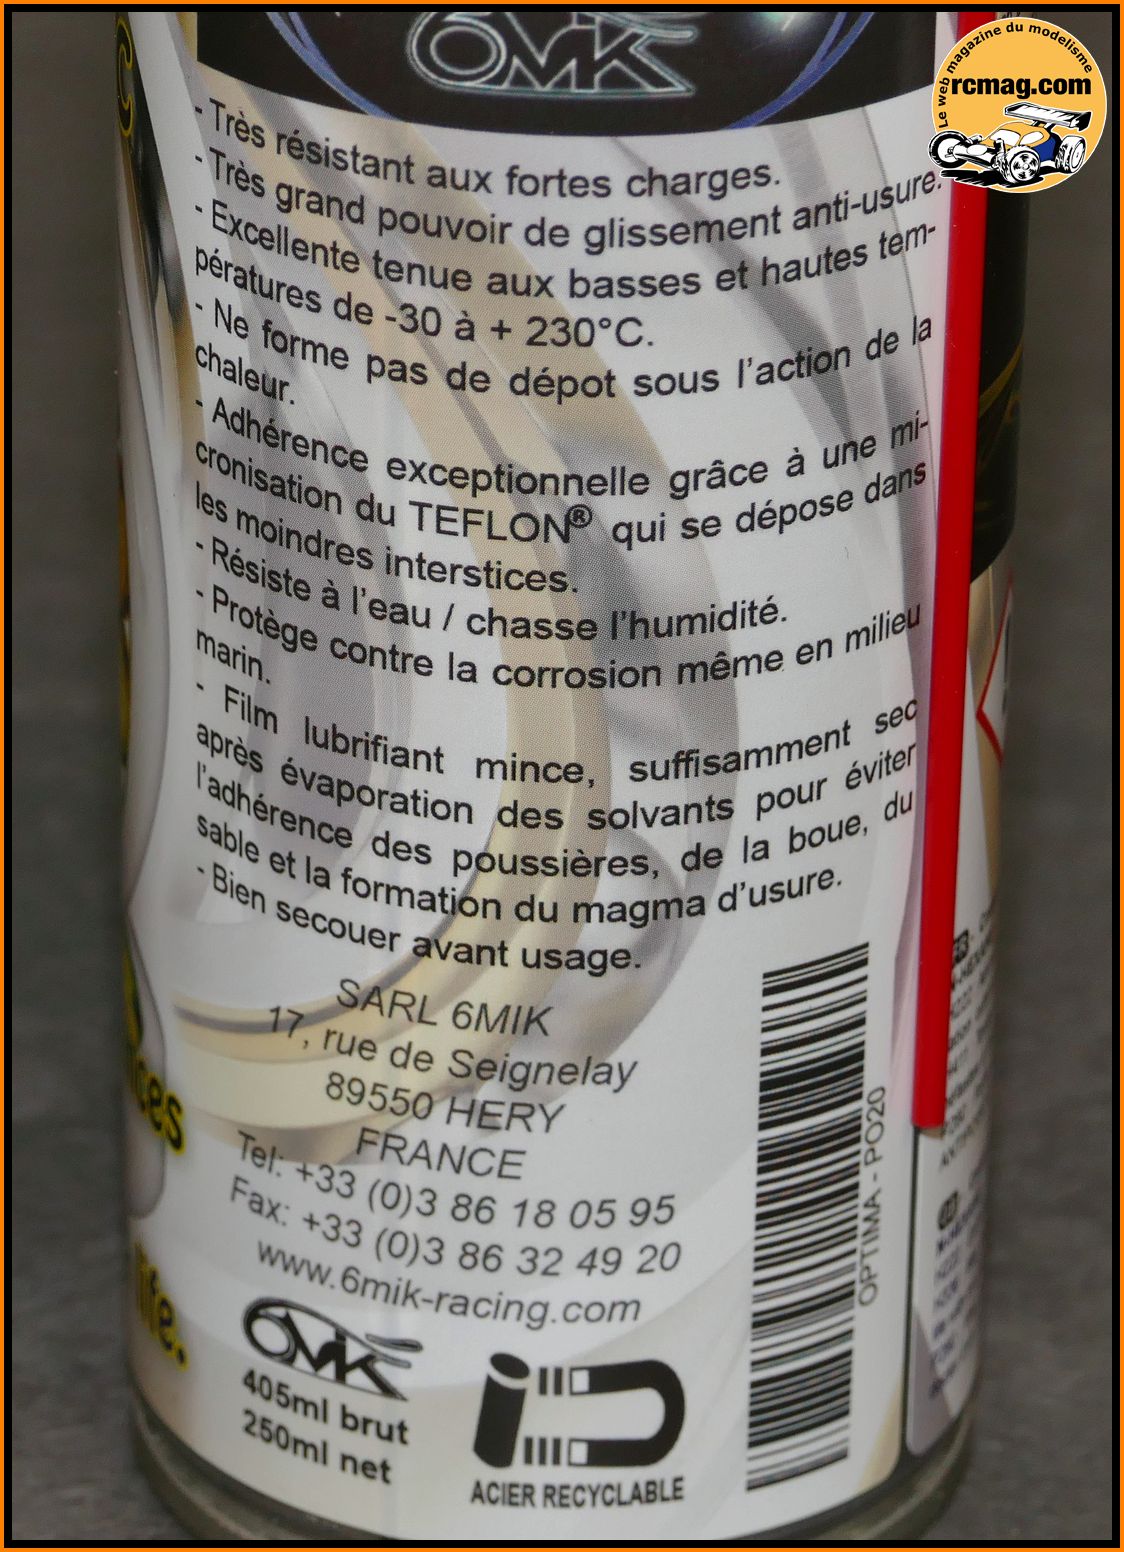 6MIK
Le web magazine du modelisme
rcmag.com
- Très résistant aux fortes charges.
- Très grand pouvoir de glissement anti-usure.
- Excellente tenue aux basses et hautes tem-
pératures de -30 à + 230°C.
- Ne forme pas de dépot sous l'action de la
chaleur.
- Adhérence exceptionnelle grâce à une mi-
cronisation du TEFLON® qui se dépose dans
les moindres interstices.
- Résiste à l'eau / chasse l'humidité.
- Protège contre la corrosion même en milieu
marin.
- Film lubrifiant mince, suffisamment sec
après évaporation des solvants pour éviter
l'adhérence des poussières, de la boue, du
sable et la formation du magma d'usure.
- Bien secouer avant usage.
SARL 6MIK
17, rue de Seignelay
89550 HERY
FRANCE
Tel: +33 (0)3 86 18 05 95
Fax: +33 (0)3 86 32 49 20
www.6mik-racing.com
6MIK
405ml brut
250ml net
ACIER RECYCLABLE
OPTIMA - PO20